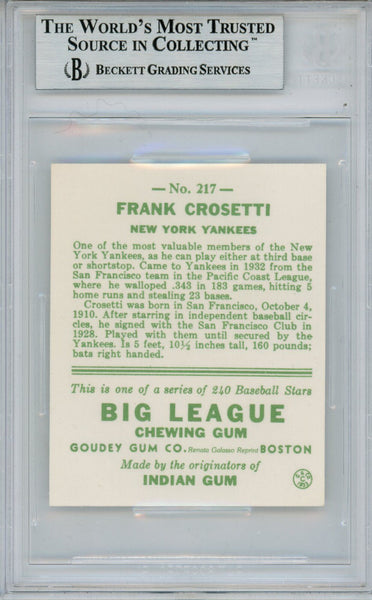 THE WORLD'S MOST TRUSTED
SOURCE IN COLLECTING™
B BECKETT GRADING SERVICES
— No. 217 —
FRANK CROSETTI
NEW YORK YANKEES
One of the most valuable members of the New
York Yankees, as he can play either at third base
or shortstop. Came to Yankees in 1932 from the
San Francisco team in the Pacific Coast League,
where he walloped .343 in 183 games, hitting 5
home runs and stealing 23 bases.
Crosetti was born in San Francisco, October 4,
1910. After starring in independent baseball cir-
cles, he signed with the San Francisco Club in
1928. Played with them until secured by the
Yankees. Is 5 feet, 10½ inches tall, 160 pounds;
bats right handed.
This is one of a series of 240 Baseball Stars
BIG LEAGUE
CHEWING GUM
GOUDEY GUM CO. Renata Galasso Reprint BOSTON
Made by the originators of
INDIAN GUM